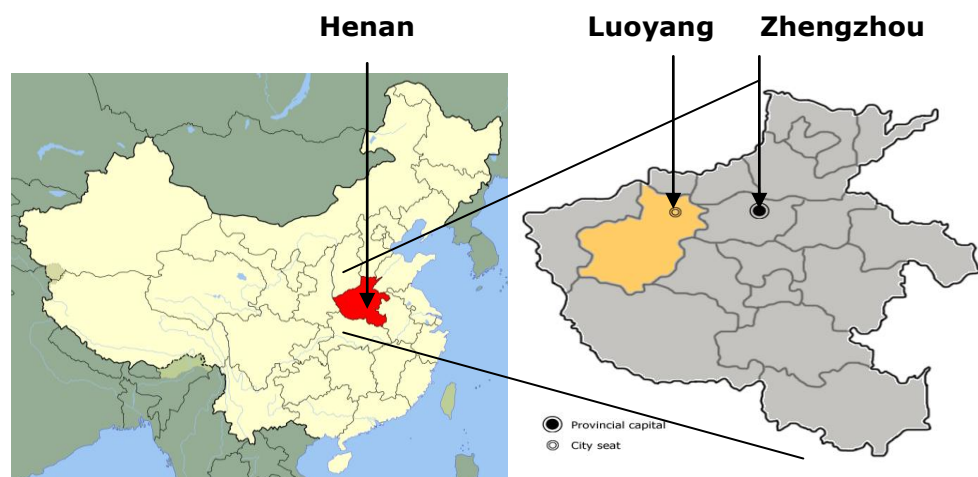 Henan
Luoyang
Zhengzhou
Provincial capital
City seat